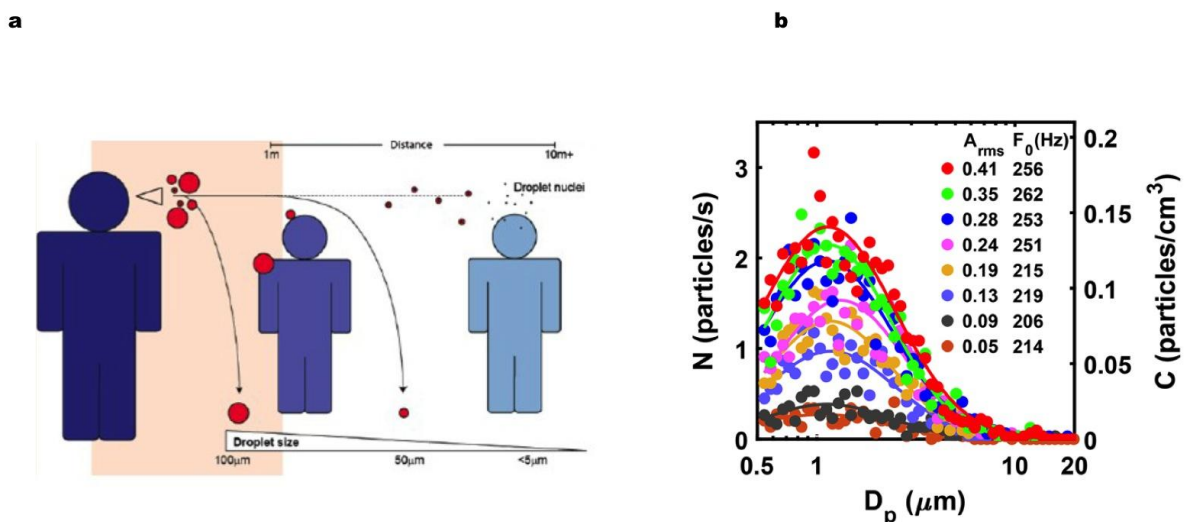 a
b
Distance
1m
10m+
Droplet nuclei
Droplet size
100μm
50μm
<5μm
N (particles/s)
3
2
1
0
A_rms F_0(Hz)
0.41 256
0.35 262
0.28 253
0.24 251
0.19 215
0.13 219
0.09 206
0.05 214
0.2
0.15
0.1
0.05
0
C (particles/cm³)
0.5 1 10 20
D_p (μm)